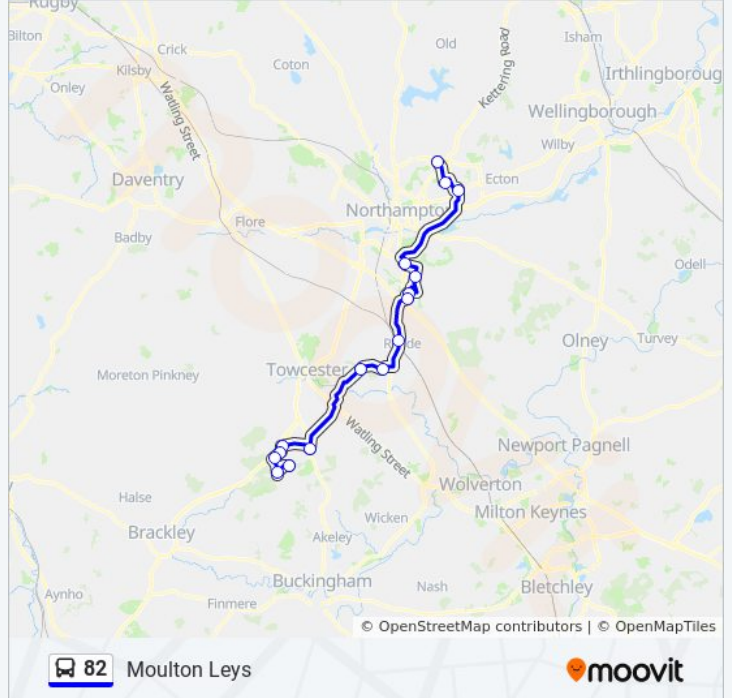 Rugby
Bilton
Crick
Old
Isham
Kilsby
Coton
Irthlingboroug
Onley
Kettering Road
Watling Street
Wellingborough
Wilby
Daventry
Ecton
Northampto
Flore
Badby
Odell
Olney
Turvey
Towcester
Moreton Pinkney
Watling Street
Newport Pagnell
Wolverton
Halse
Milton Keynes
Wicken
Brackley
Akeley
Buckingham
Nash
Bletchley
Aynho
Finmere
© OpenStreetMap contributors | © OpenMapTiles
82 Moulton Leys
moovit